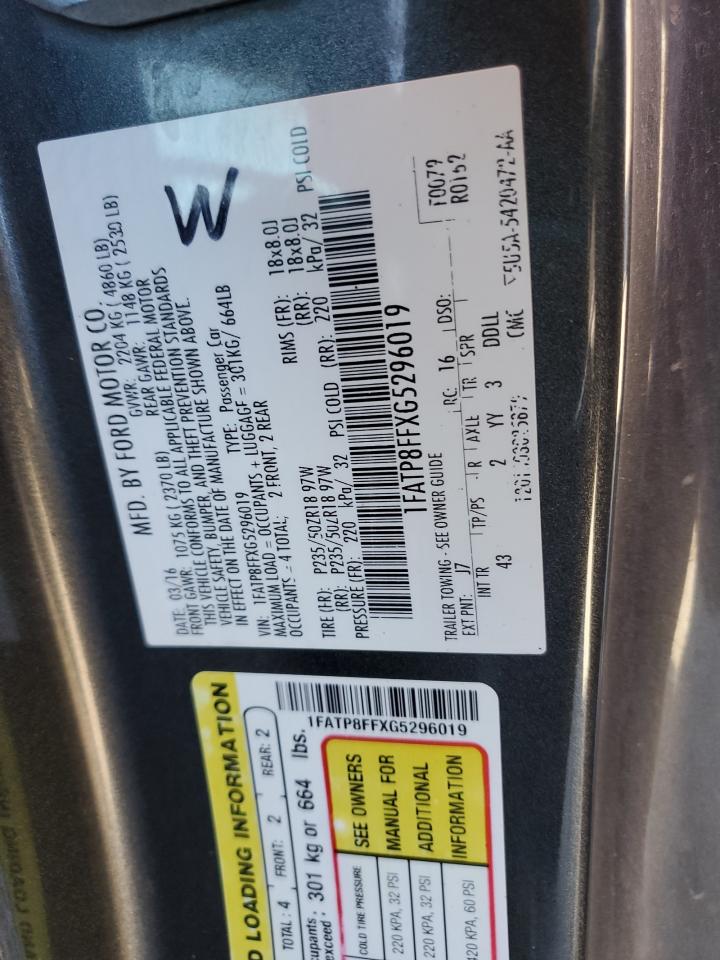 MFD. BY FORD MOTOR CO.
DATE: 03/16 GVWR: 2204 KG ( 4860 LB)
FRONT GAWR: 1075 KG ( 2370 LB) REAR GAWR: 1148 KG ( 2530 LB)
THIS VEHICLE CONFORMS TO ALL APPLICABLE FEDERAL MOTOR
VEHICLE SAFETY, BUMPER, AND THEFT PREVENTION STANDARDS
IN EFFECT ON THE DATE OF MANUFACTURE SHOWN ABOVE.
VIN: 1FATP8FFXG5296019 TYPE: Passenger Car
MAXIMUM LOAD = OCCUPANTS + LUGGAGE = 301KG/ 664LB
OCCUPANTS = 4 TOTAL: 2 FRONT, 2 REAR
W
TIRE (FR): P235/50ZR18 97W RIMS (FR): 18x8.0J
(RR): P235/50ZR18 97W (RR): 18x8.0J
PRESSURE (FR): 220 kPa/ 32 PSI COLD (RR): 220 kPa/ 32 PSI COLD
1FATP8FFXG5296019
TRAILER TOWING - SEE OWNER GUIDE
F0079
R0152
EXT PNT: J7 RC: 16 DSO:
INT TR TP/PS R AXLE TR SPR
43 2 YY 3 DDLL
CMC
5420472-AA
1FATP8FFXG5296019
D LOADING INFORMATION
TOTAL : 4 FRONT: 2 REAR: 2
301 kg or 664 lbs.
COLD TIRE PRESSURE
220 KPA, 32 PSI
220 KPA, 32 PSI
420 KPA, 60 PSI
SEE OWNERS
MANUAL FOR
ADDITIONAL
INFORMATION